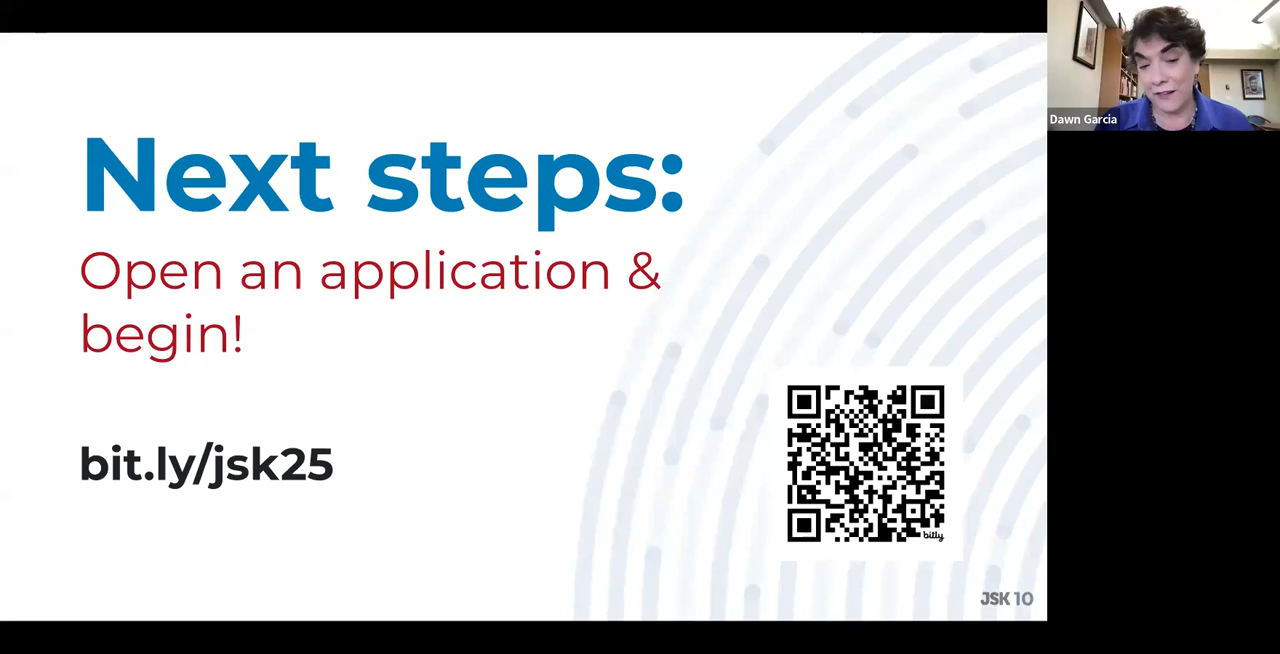 Next steps:
Open an application &
begin!
bit.ly/jsk25
bitly
JSK 10
Dawn Garcia